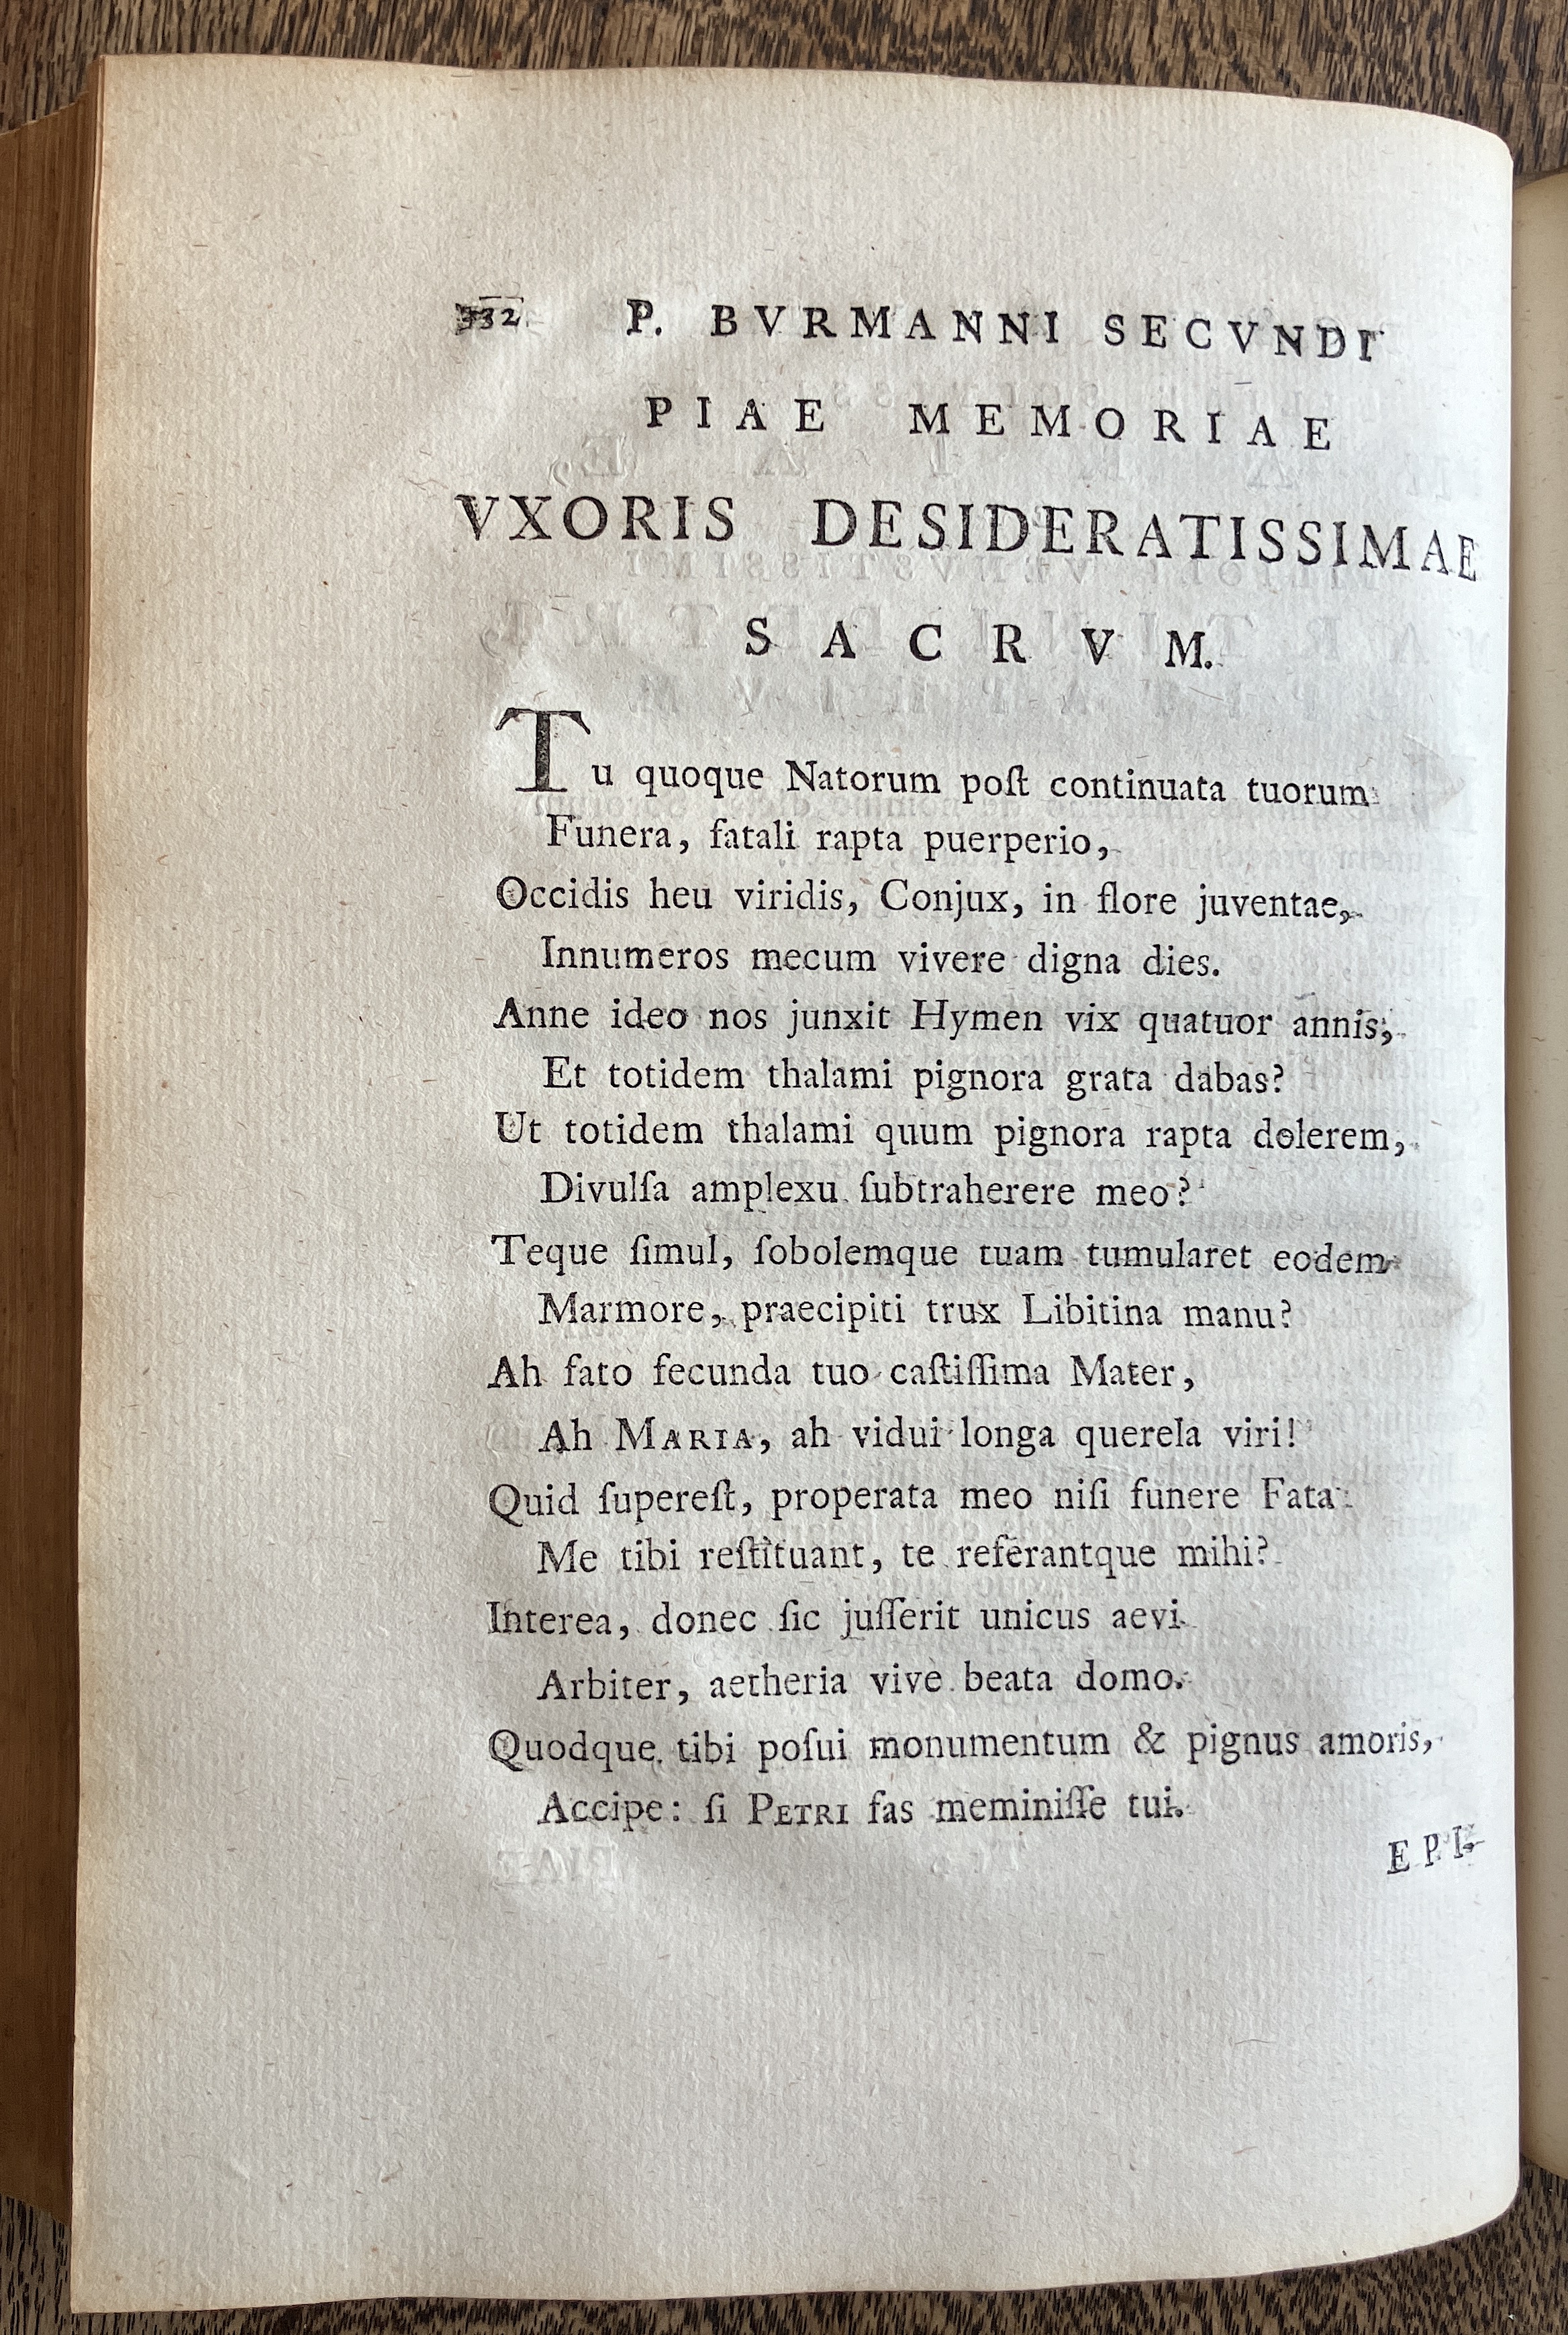 332 P. BVRMANNI SECVNDI
PIAE MEMORIAE
VXORIS DESIDERATISSIMAE
SACRVM.
Tu quoque Natorum poſt continuata tuorum
Funera, fatali rapta puerperio,
Occidis heu viridis, Conjux, in flore juventae,
Innumeros mecum vivere digna dies.
Anne ideo nos junxit Hymen vix quatuor annis,
Et totidem thalami pignora grata dabas?
Ut totidem thalami quum pignora rapta dolerem,
Divulſa amplexu ſubtraherere meo?
Teque ſimul, ſobolemque tuam tumularet eodem
Marmore, praecipiti trux Libitina manu?
Ah fato fecunda tuo caſtiſſima Mater,
Ah MARIA, ah vidui longa querela viri!
Quid ſupereſt, properata meo niſi funere Fata
Me tibi reſtituant, te referantque mihi?
Interea, donec ſic juſſerit unicus aevi
Arbiter, aetheria vive beata domo.
Quodque tibi poſui monumentum & pignus amoris,
Accipe: ſi PETRI fas meminiſſe tui.
EPI-